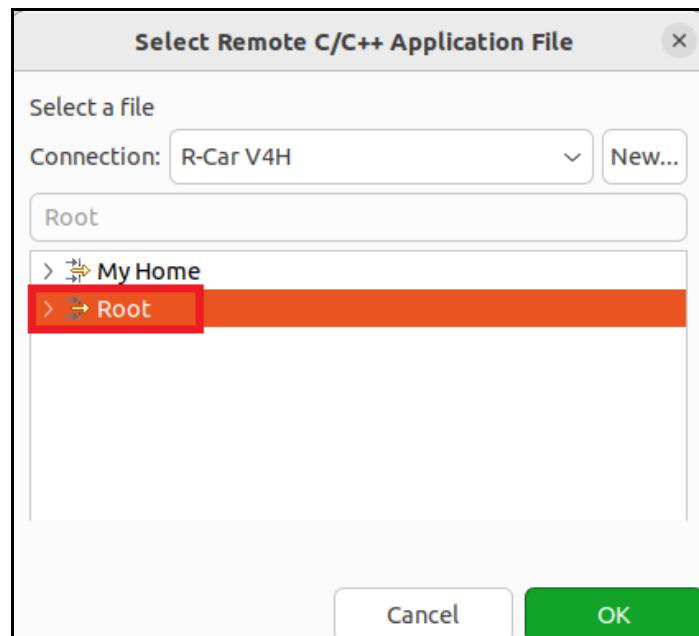 Select Remote C/C++ Application File
Select a file
Connection: R-Car V4H New...
Root
My Home
Root
Cancel OK